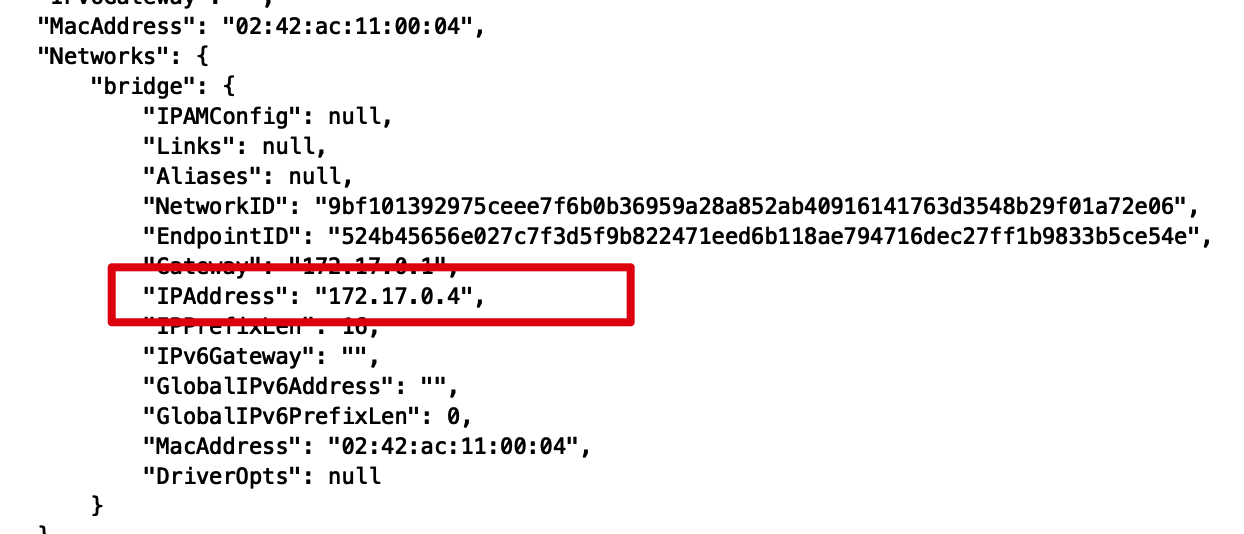 "MacAddress": "02:42:ac:11:00:04",
"Networks": {
"bridge": {
"IPAMConfig": null,
"Links": null,
"Aliases": null,
"NetworkID": "9bf101392975ceee7f6b0b36959a28a852ab40916141763d3548b29f01a72e06",
"EndpointID": "524b45656e027c7f3d5f9b822471eed6b118ae794716dec27ff1b9833b5ce54e",
"Gateway": "172.17.0.1",
"IPAddress": "172.17.0.4",
"IPPrefixLen": 16,
"IPv6Gateway": "",
"GlobalIPv6Address": "",
"GlobalIPv6PrefixLen": 0,
"MacAddress": "02:42:ac:11:00:04",
"DriverOpts": null
}